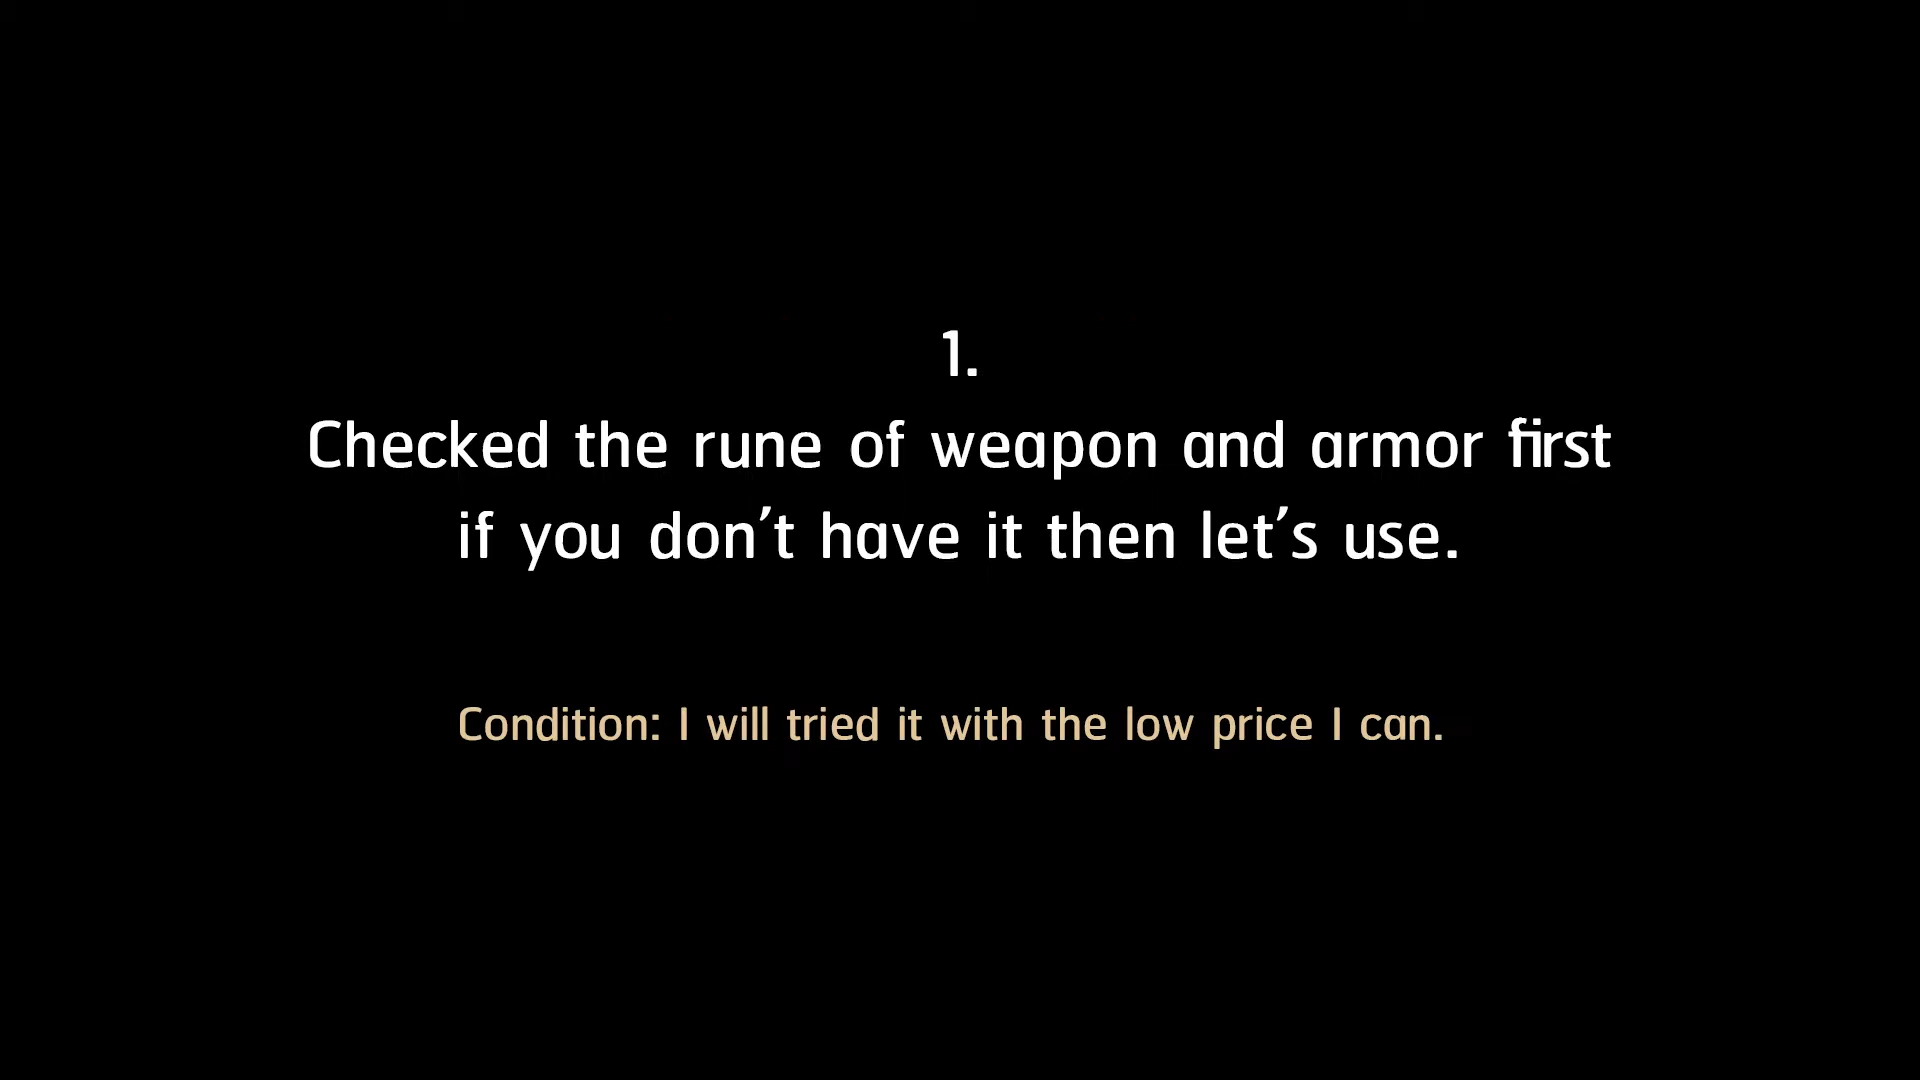 1.
Checked the rune of weapon and armor first
if you don't have it then let's use.
Condition: I will tried it with the low price I can.